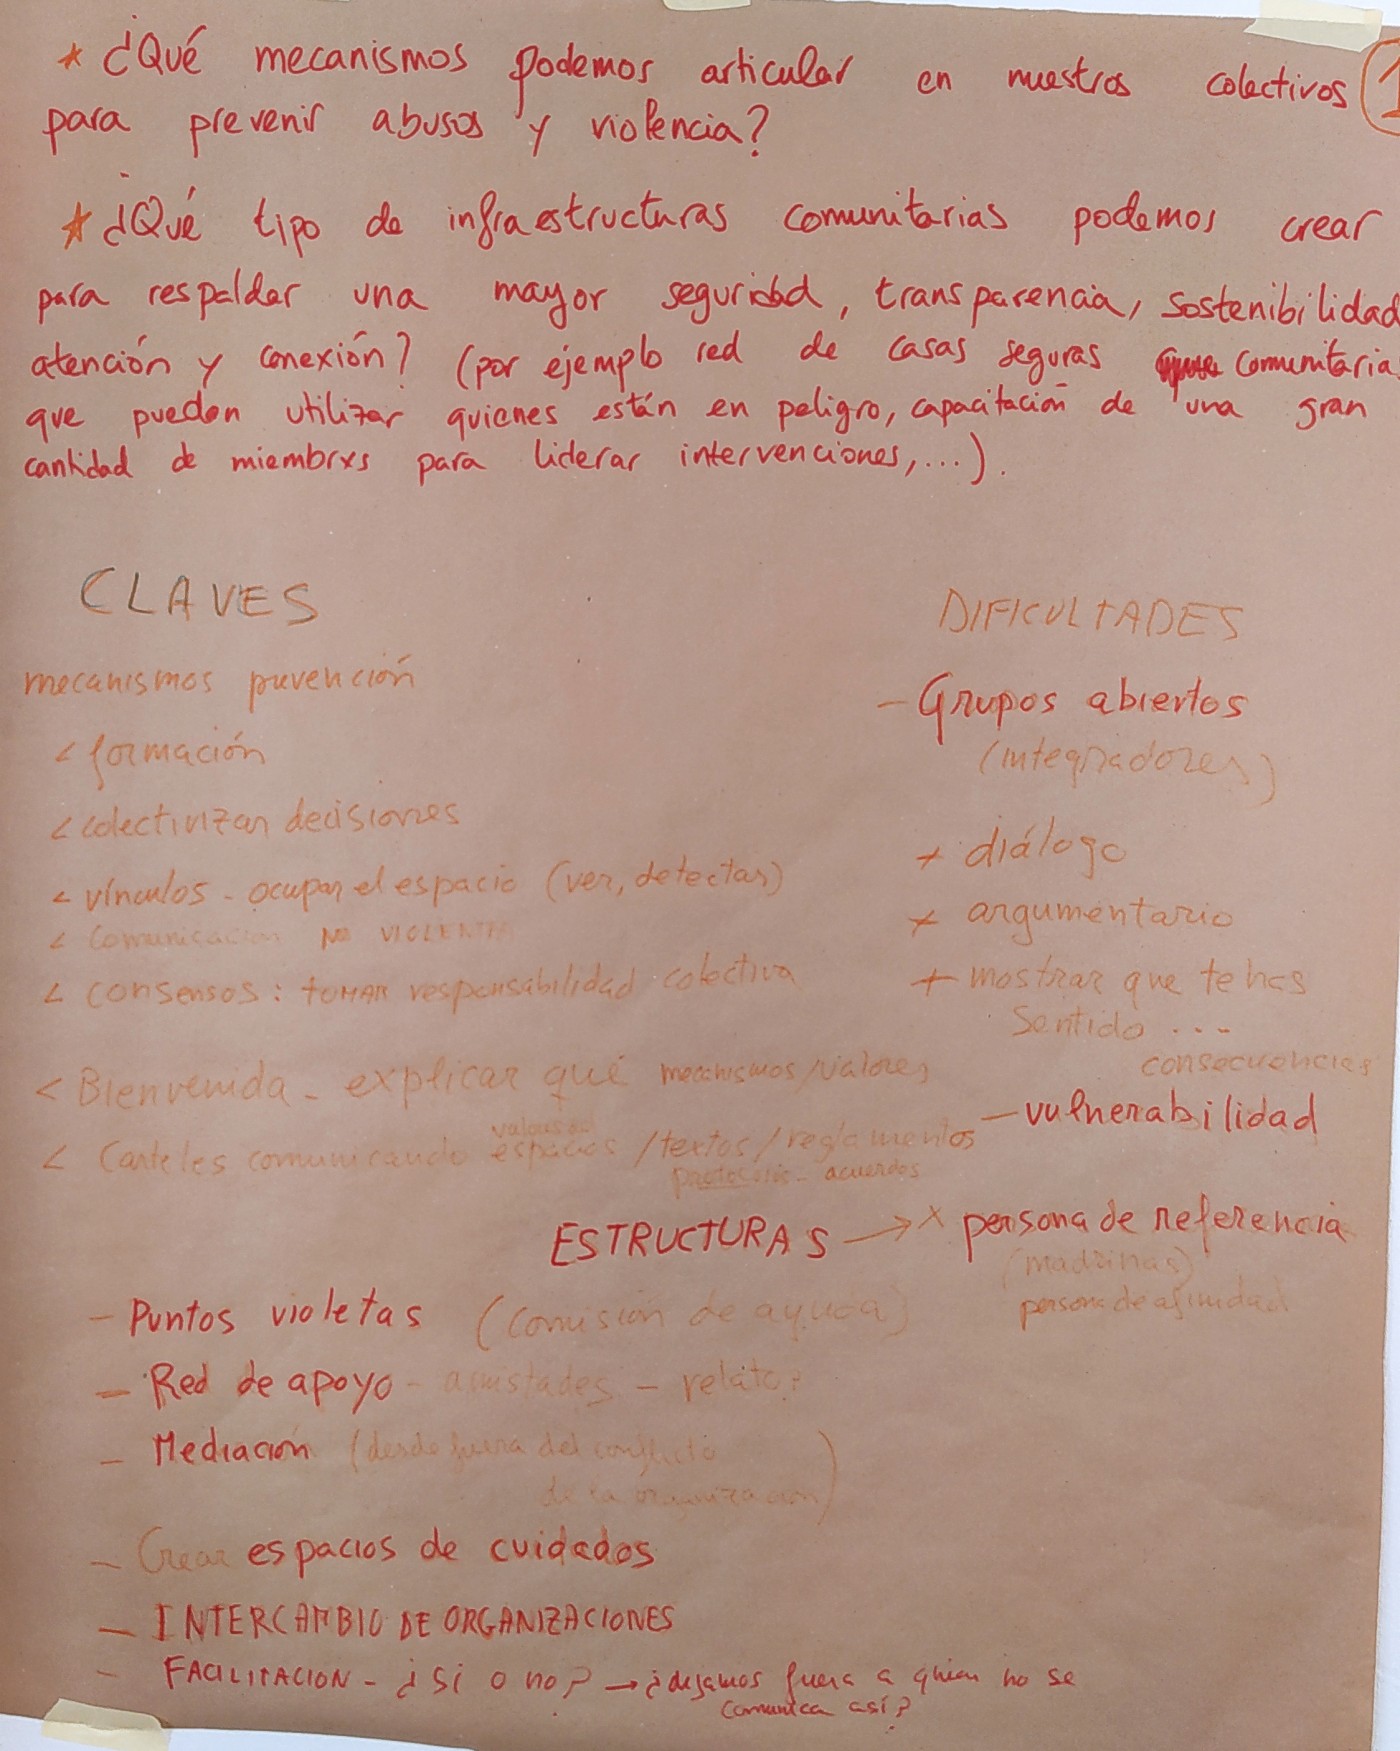 * ¿Qué mecanismos podemos articular en nuestros colectivos 1
para prevenir abusos y violencia?
* ¿Qué tipo de infraestructuras comunitarias podemos crear
para respaldar una mayor seguridad, transparencia, sostenibilidad
atención y conexión? (por ejemplo red de casas seguras comunitaria
que puedan utilizar quienes están en peligro, capacitación de una gran
cantidad de miembrxs para liderar intervenciones,...).
CLAVES
mecanismos prevención
< formación
< colectivizar decisiones
< vínculos - ocupar el espacio (ver, detectar)
< comunicación no VIOLENTA
< consensos: tomar responsabilidad colectiva
< Bienvenida - explicar qué mecanismos/valores
< Carteles comunicando valores espacios /textos/reglamentos
protocolos - acuerdos
DIFICULTADES
- Grupos abiertos
(integradores)
+ diálogo
+ argumentario
+ mostrar que te has
sentido ...
consecuencias
- vulnerabilidad
ESTRUCTURAS → x persona de referencia
(madrinas)
persona de afinidad
- Puntos violetas (comisión de ayuda)
- Red de apoyo - amistades - relato?
- Mediación (desde fuera del conflicto
de la organización)
- Crear espacios de cuidados
- INTERCAMBIO DE ORGANIZACIONES
- FACILITACION - ¿SI O NO? → ¿dejamos fuera a quien no se
comunica así?